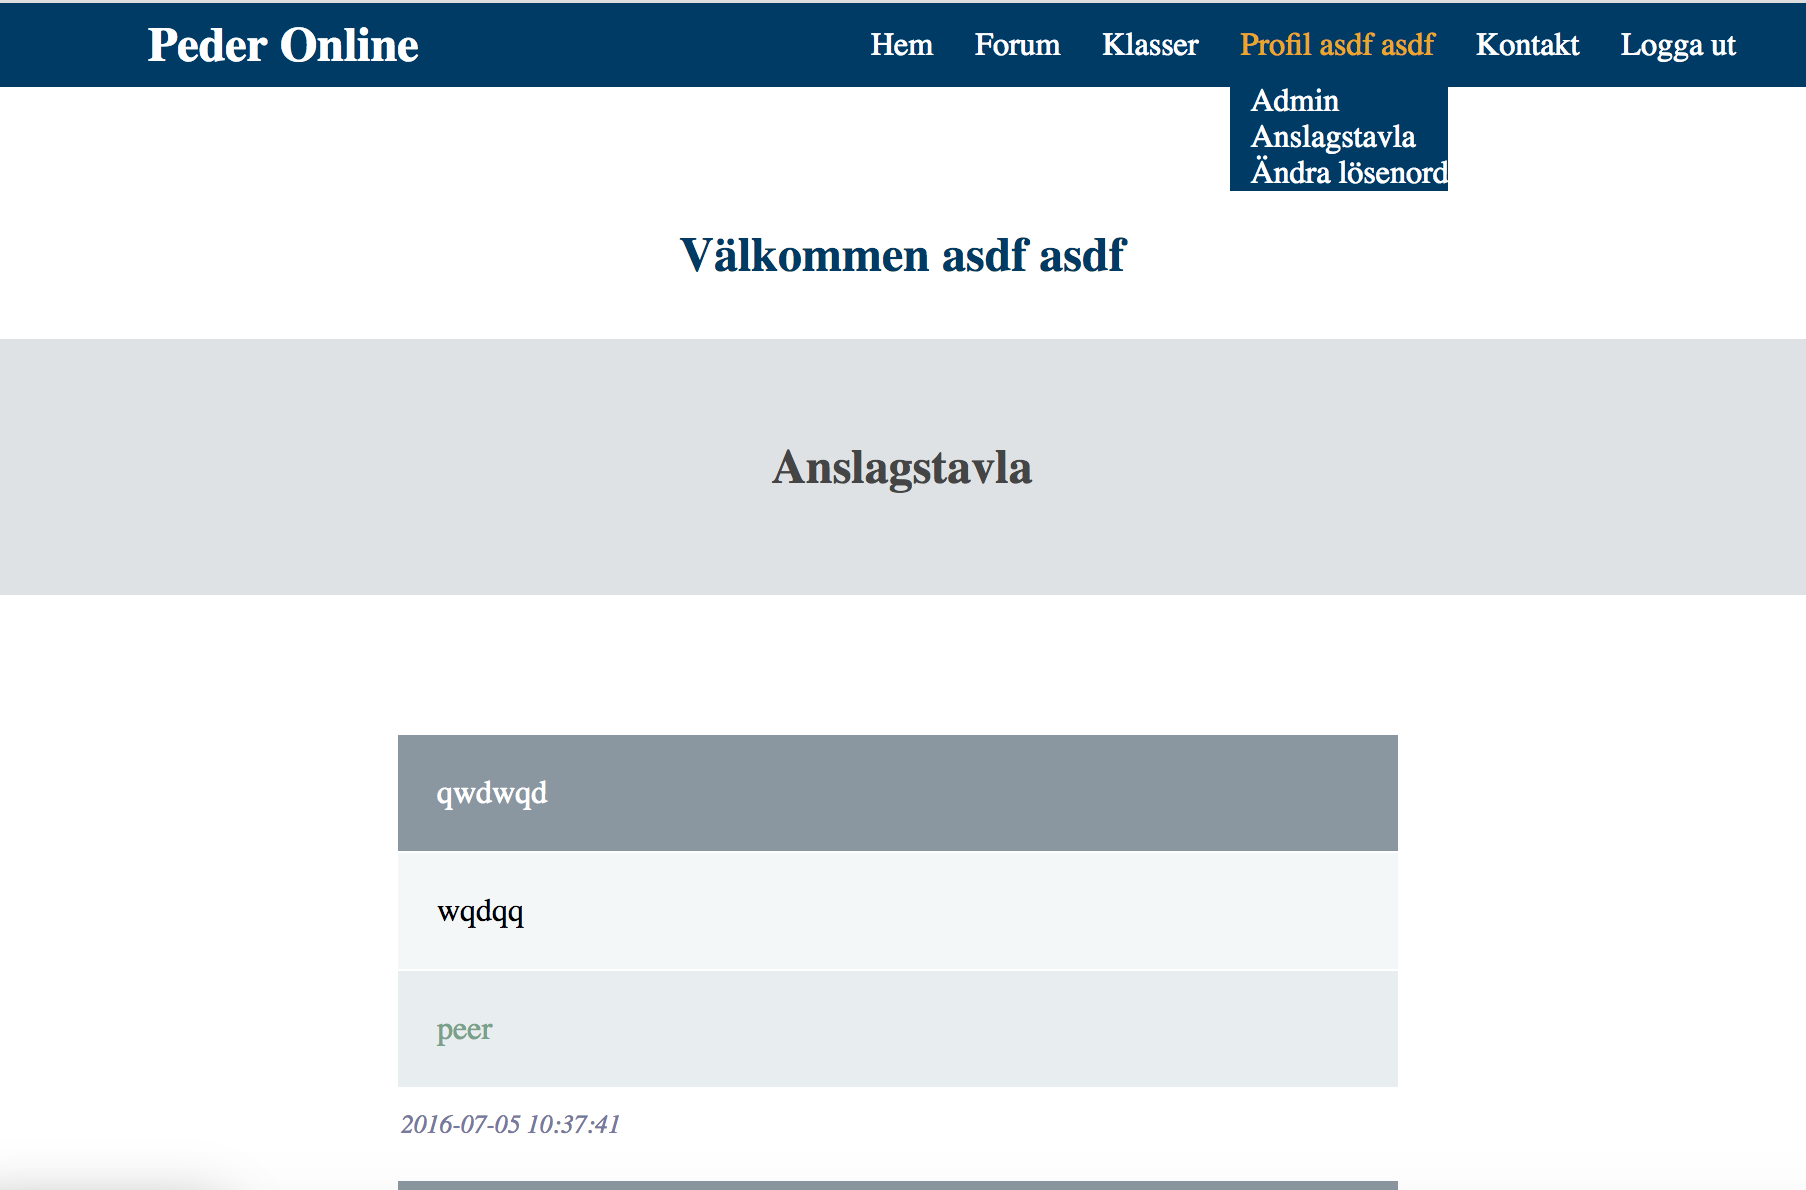 Peder Online
Hem Forum Klasser Profil asdf asdf Kontakt Logga ut
Admin
Anslagstavla
Ändra lösenord
Välkommen asdf asdf
Anslagstavla
qwdwqd
wqdqq
peer
2016-07-05 10:37:41